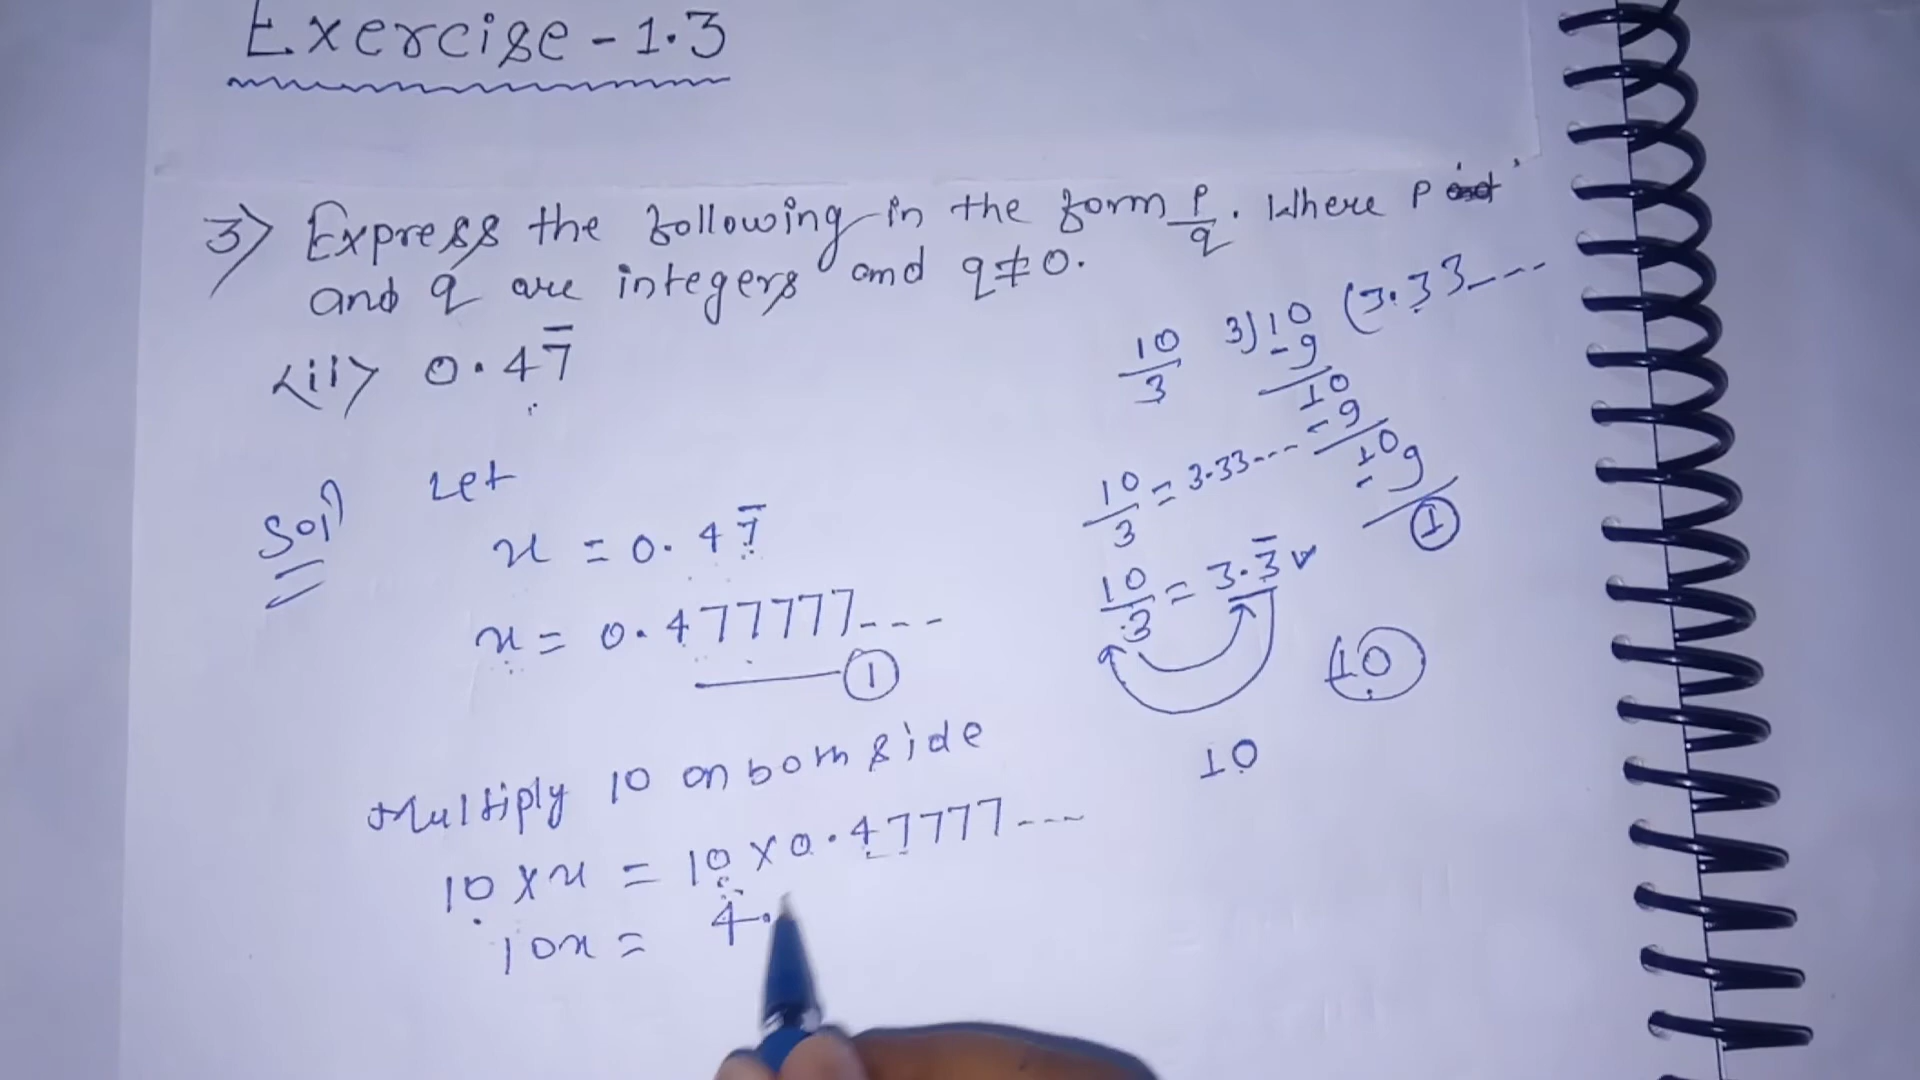 Exercise - 1.3
3) Express the following in the form p/q. Where p
and q are integers and q≠0.
<ii> 0.47̅
Sol
Let
x = 0.47̅
x = 0.477777---
①
Multiply 10 on both side
10 × x = 10 × 0.47777---
10x = 4.
10/3
3)10(3.33---
-9
10
-9
10
-9
①
10/3 = 3.33---
10/3 = 3.3̅ ✓
10
10